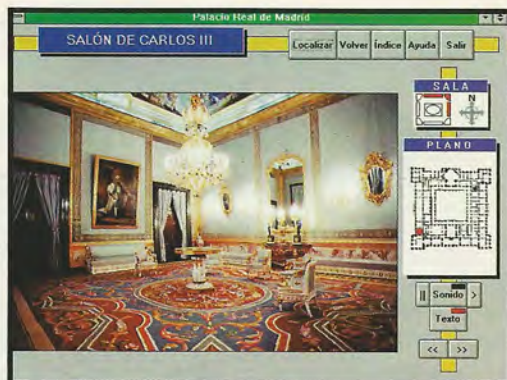 Palacio Real de Madrid
SALÓN DE CARLOS III
Localizar Volver Índice Ayuda Salir
SALA
N
PLANO
|| Sonido >
Texto
<< >>